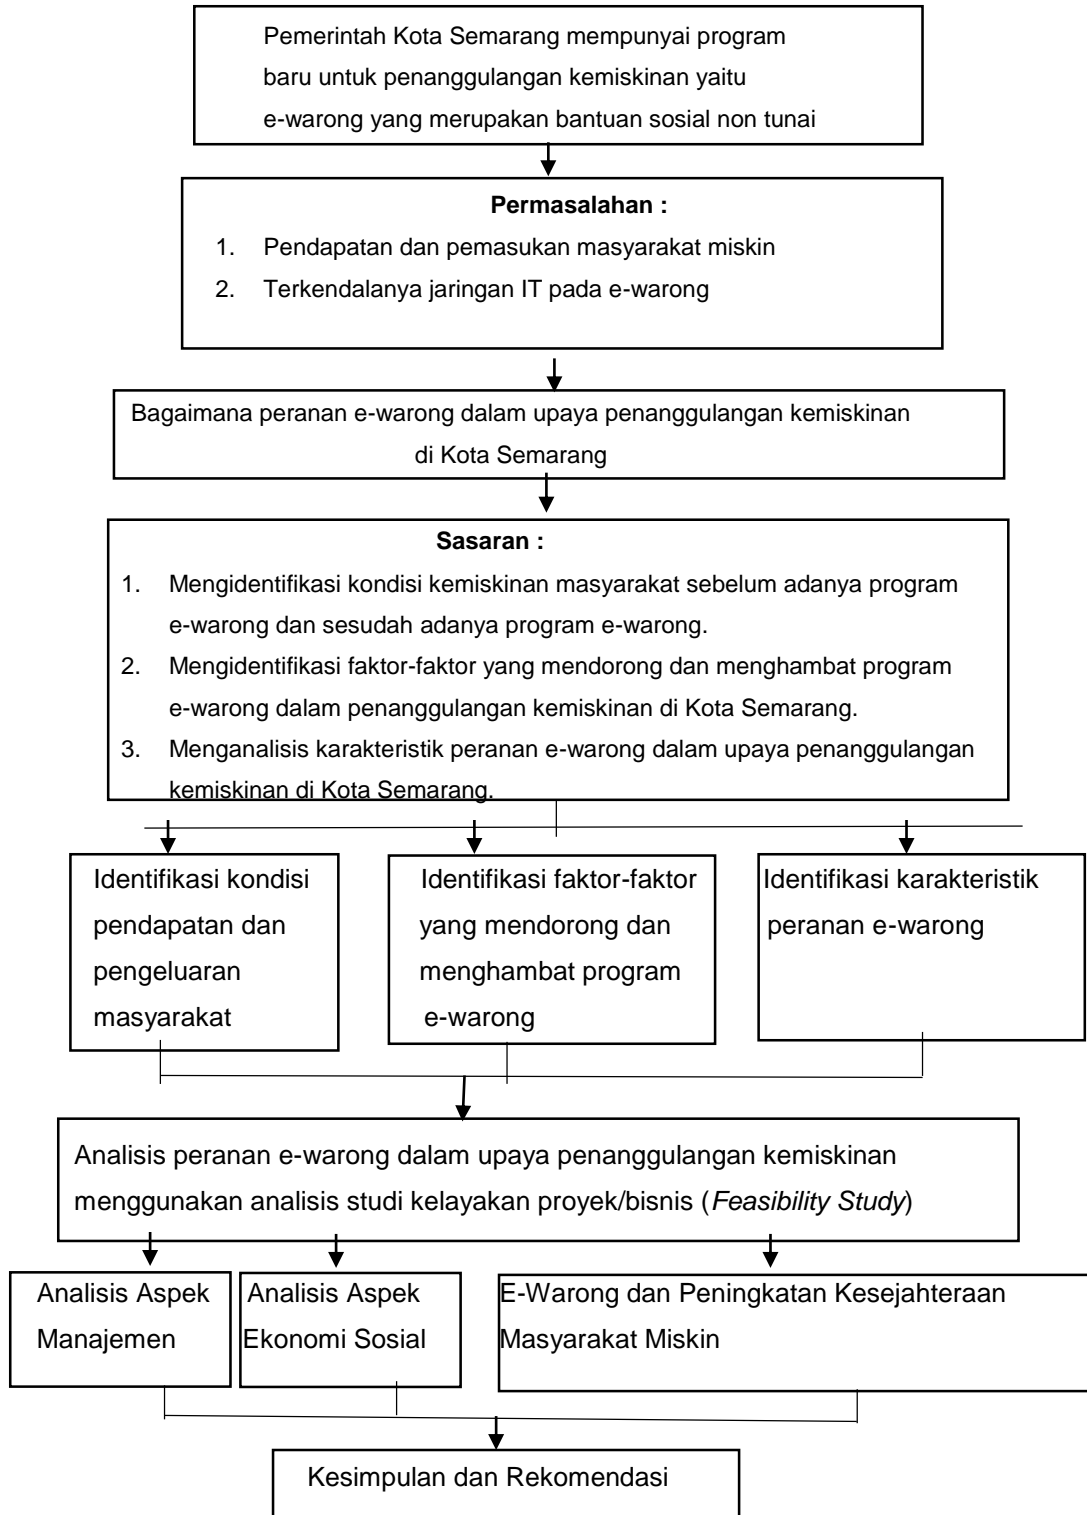 Pemerintah Kota Semarang mempunyai program
baru untuk penanggulangan kemiskinan yaitu
e-warong yang merupakan bantuan sosial non tunai
Permasalahan :
1. Pendapatan dan pemasukan masyarakat miskin
2. Terkendalanya jaringan IT pada e-warong
Bagaimana peranan e-warong dalam upaya penanggulangan kemiskinan
di Kota Semarang
Sasaran :
1. Mengidentifikasi kondisi kemiskinan masyarakat sebelum adanya program
e-warong dan sesudah adanya program e-warong.
2. Mengidentifikasi faktor-faktor yang mendorong dan menghambat program
e-warong dalam penanggulangan kemiskinan di Kota Semarang.
3. Menganalisis karakteristik peranan e-warong dalam upaya penanggulangan
kemiskinan di Kota Semarang.
Identifikasi kondisi
pendapatan dan
pengeluaran
masyarakat
Identifikasi faktor-faktor
yang mendorong dan
menghambat program
e-warong
Identifikasi karakteristik
peranan e-warong
Analisis peranan e-warong dalam upaya penanggulangan kemiskinan
menggunakan analisis studi kelayakan proyek/bisnis (Feasibility Study)
Analisis Aspek
Manajemen
Analisis Aspek
Ekonomi Sosial
E-Warong dan Peningkatan Kesejahteraan
Masyarakat Miskin
Kesimpulan dan Rekomendasi